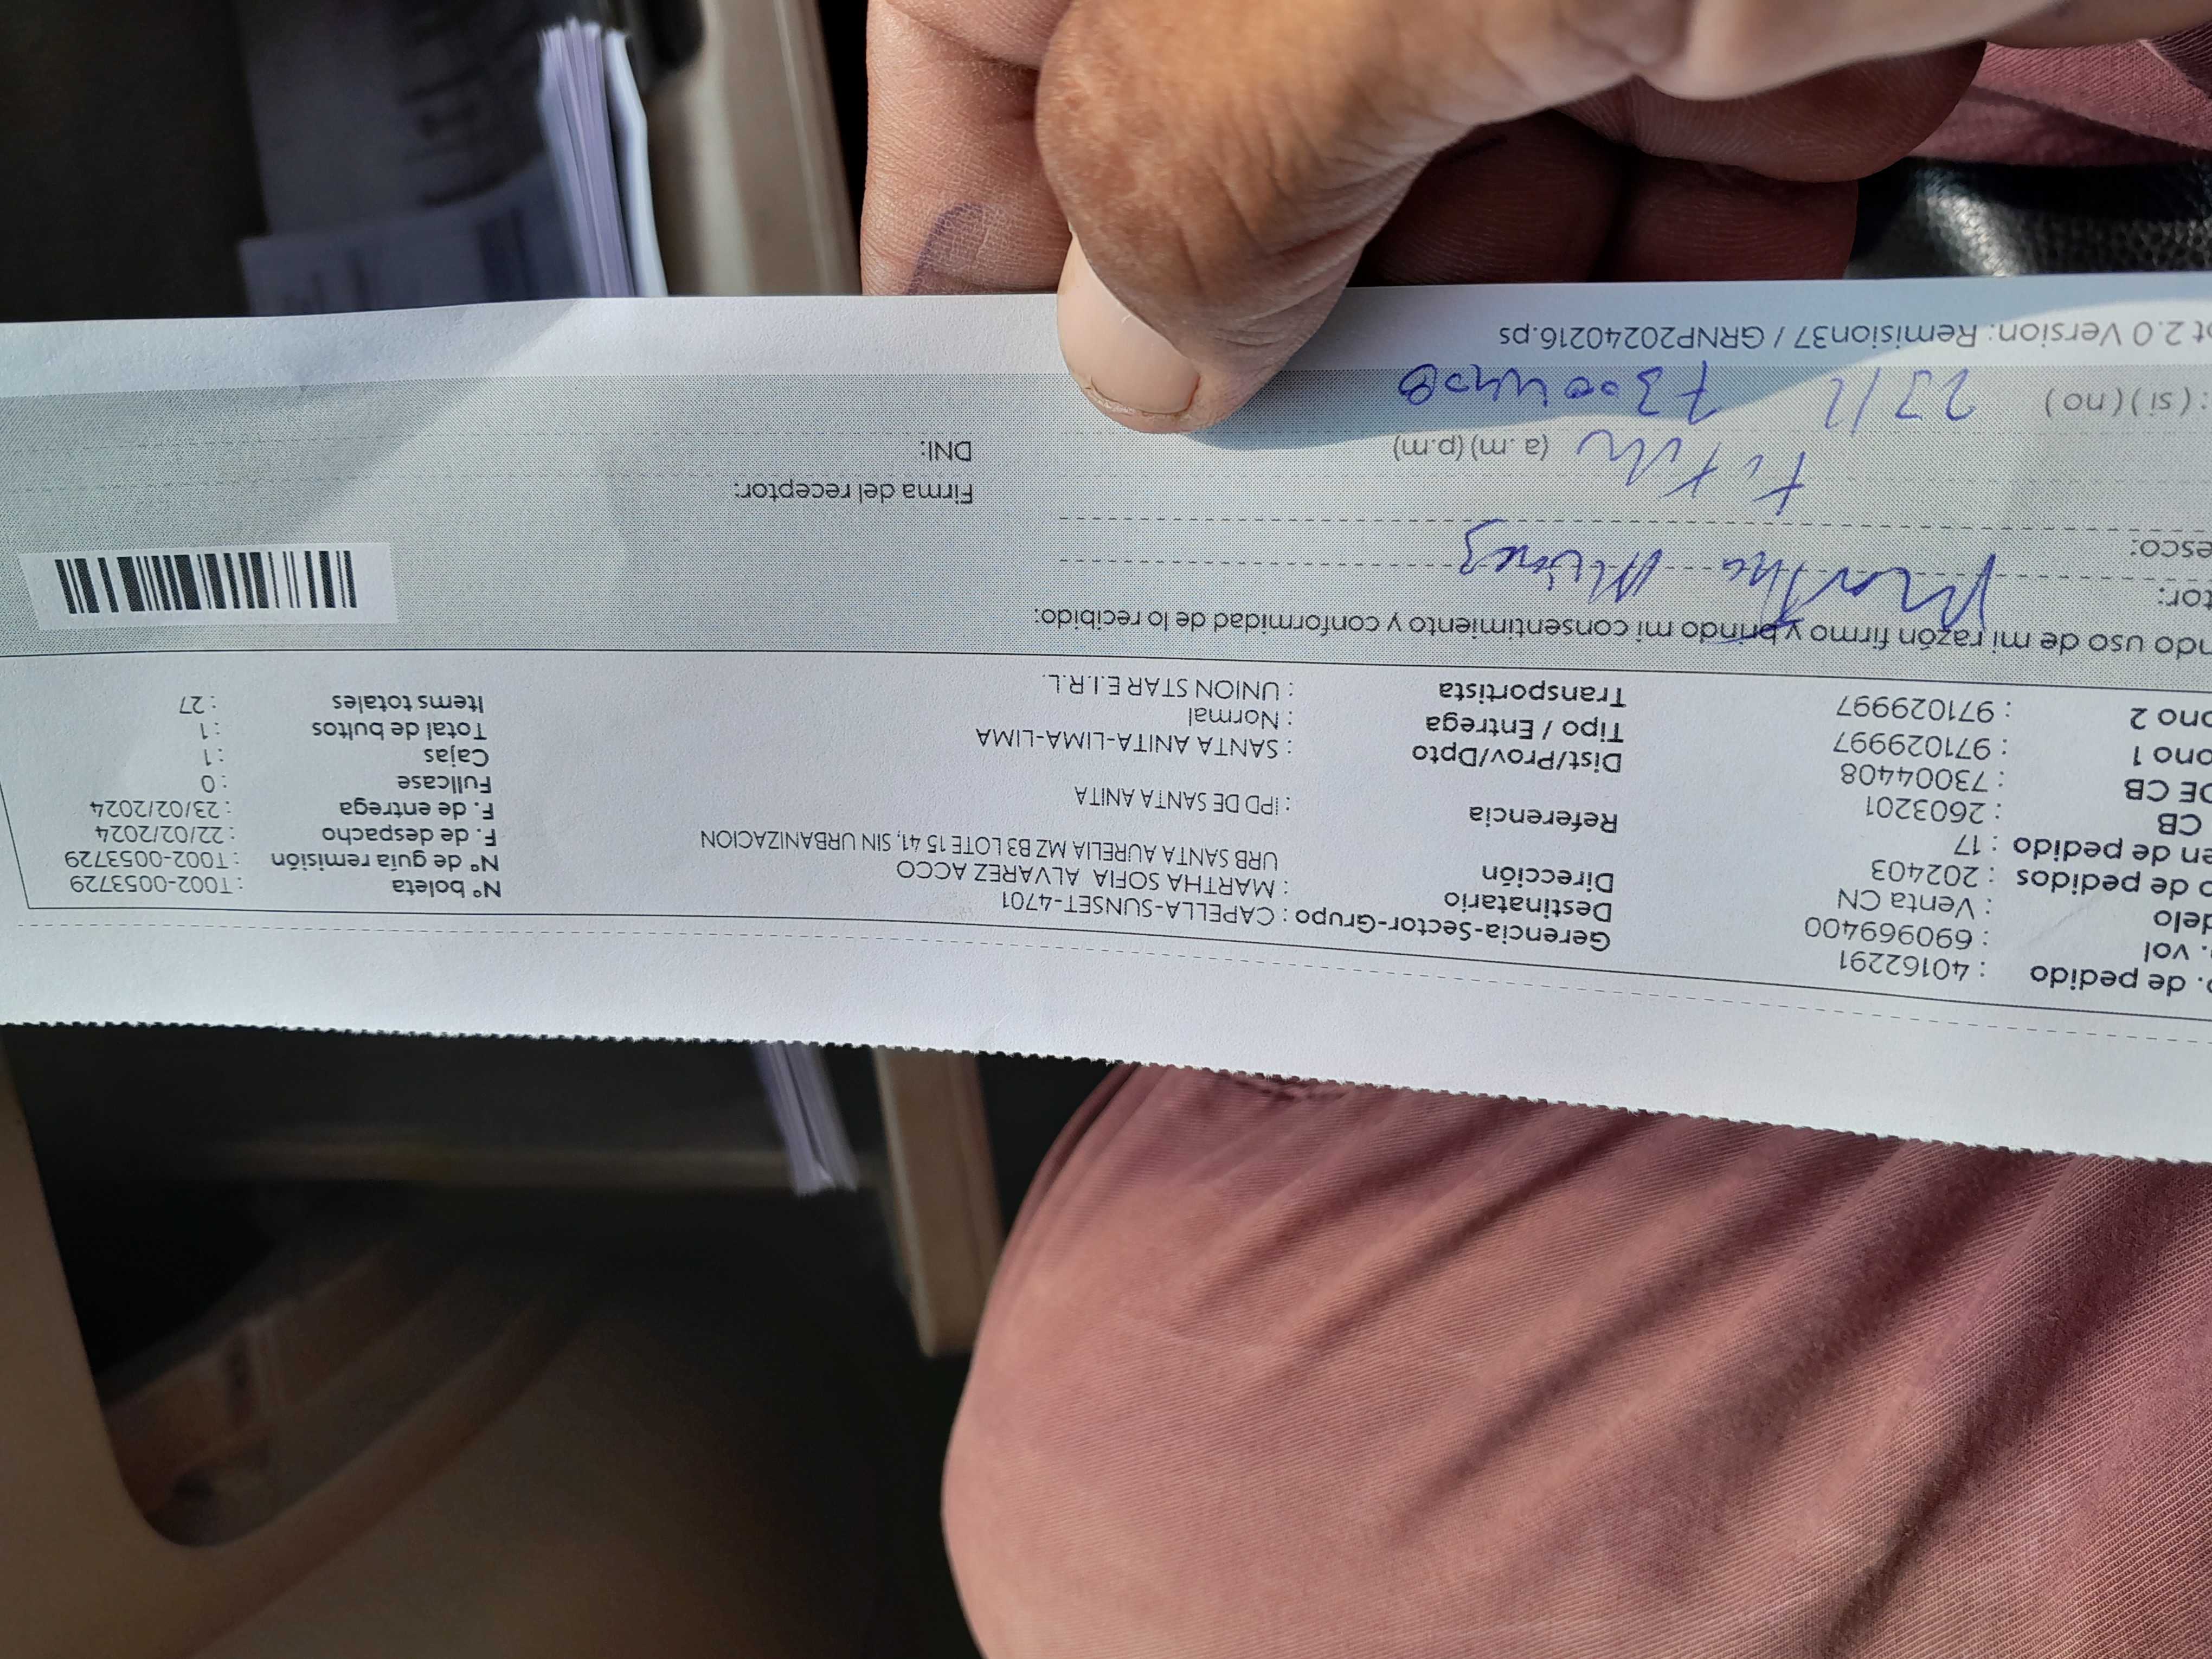 o. de pedido : 40162291
. vol : 690969400
delo : Venta CN
o de pedidos : 202403
en de pedido : 17
CB : 2603201
DE CB : 73004408
ono 1 : 971029997
ono 2 : 971029997
Gerencia-Sector-Grupo : CAPELLA-SUNSET-4701
Destinatario : MARTHA SOFIA ALVAREZ ACCO
Dirección URB SANTA AURELIA MZ B3 LOTE 15 41, SIN URBANIZACION
Referencia : IPD DE SANTA ANITA
Dist/Prov/Dpto : SANTA ANITA-LIMA-LIMA
Tipo / Entrega : Normal
Transportista : UNION STAR E.I.R.L.
N° boleta : T002-0053729
N° de guía remisión : T002-0053729
F. de despacho : 22/02/2024
F. de entrega : 23/02/2024
Fullcase : 0
Cajas : 1
Total de bultos : 1
Items totales : 27
ndo uso de mi razón firmo y brindo mi consentimiento y conformidad de lo recibido:
tor: Martha
esco:
Firma del receptor:
(a.m) (p.m)
DNI:
: (si) (no) 23/2 73004408
ot 2.0 Version: Remision37 / GRNP20240216.ps